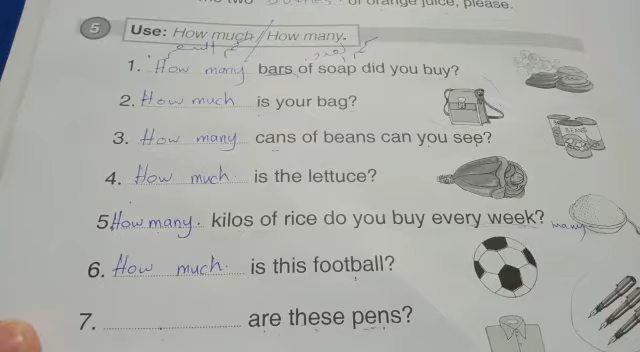 of orange juice, please.
5 Use: How much / How many.
1. How many bars of soap did you buy?
2. How much is your bag?
3. How many cans of beans can you see?
4. How much is the lettuce?
5. How many. kilos of rice do you buy every week?
many
6. How much. is this football?
7. .................... are these pens?
BEANS